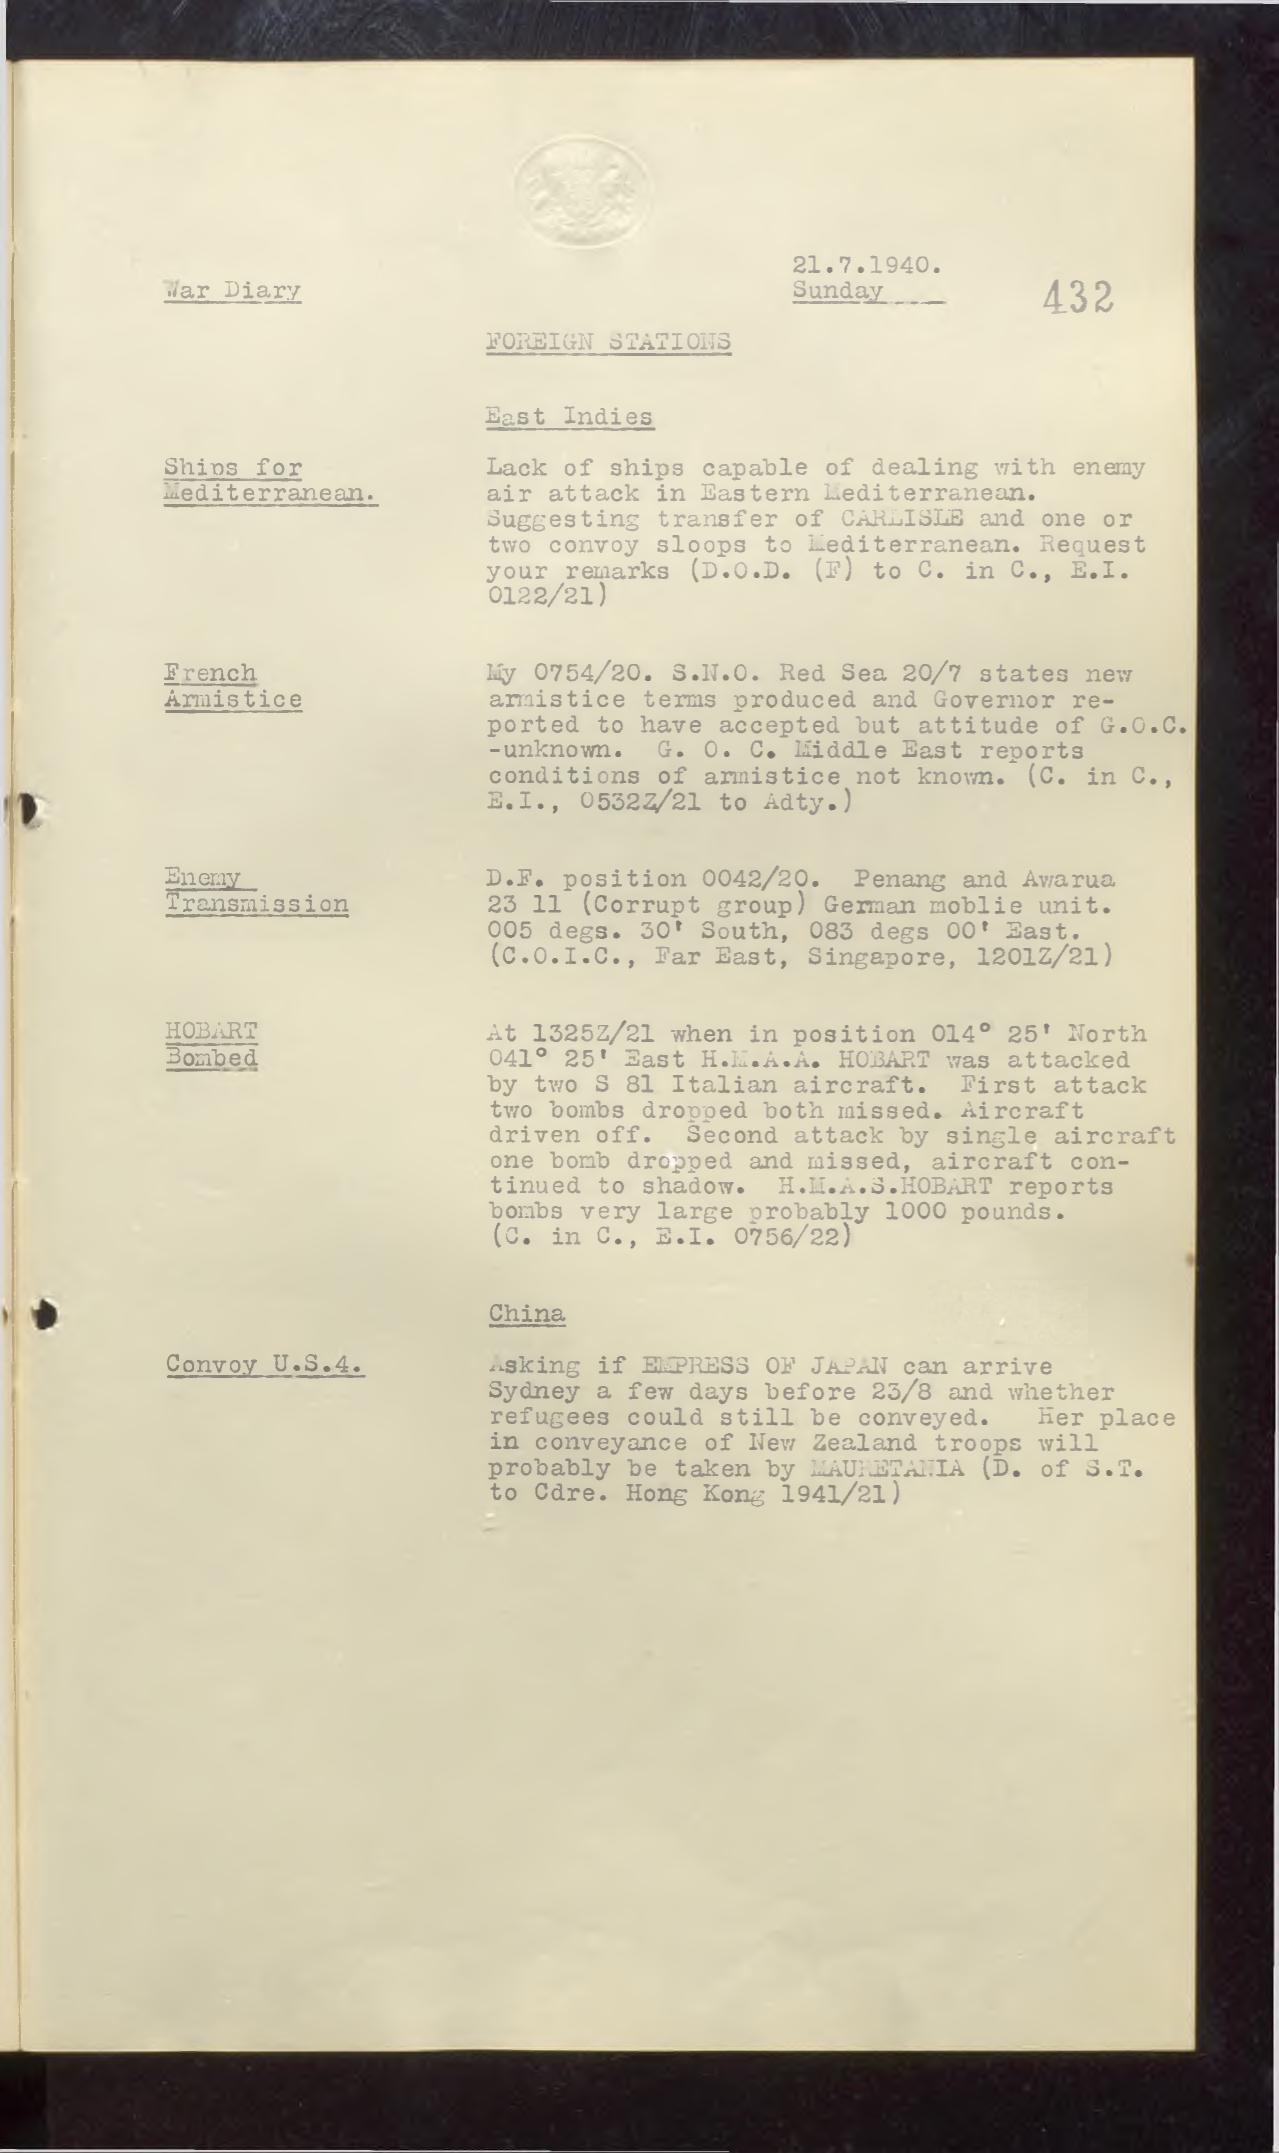 War Diary
21.7.1940.
Sunday
432
FOREIGN STATIONS
East Indies
Ships for
Mediterranean.
Lack of ships capable of dealing with enemy
air attack in Eastern Mediterranean.
Suggesting transfer of CARLISLE and one or
two convoy sloops to Mediterranean. Request
your remarks (D.O.D. (F) to C. in C., E.I.
0122/21)
French
Armistice
My 0754/20. S.N.O. Red Sea 20/7 states new
armistice terms produced and Governor re-
ported to have accepted but attitude of G.O.C.
-unknown. G. O. C. Middle East reports
conditions of armistice not known. (C. in C.,
E.I., 0532Z/21 to Adty.)
Enemy
Transmission
D.F. position 0042/20. Penang and Awarua
23 11 (Corrupt group) German moblie unit.
005 degs. 30' South, 083 degs 00' East.
(C.O.I.C., Far East, Singapore, 1201Z/21)
HOBART
Bombed
At 1325Z/21 when in position 014° 25' North
041° 25' East H.M.A.A. HOBART was attacked
by two S 81 Italian aircraft. First attack
two bombs dropped both missed. Aircraft
driven off. Second attack by single aircraft
one bomb dropped and missed, aircraft con-
tinued to shadow. H.M.A.S.HOBART reports
bombs very large probably 1000 pounds.
(C. in C., E.I. 0756/22)
China
Convoy U.S.4.
Asking if EMPRESS OF JAPAN can arrive
Sydney a few days before 23/8 and whether
refugees could still be conveyed. Her place
in conveyance of New Zealand troops will
probably be taken by MAURETANIA (D. of S.T.
to Cdre. Hong Kong 1941/21)